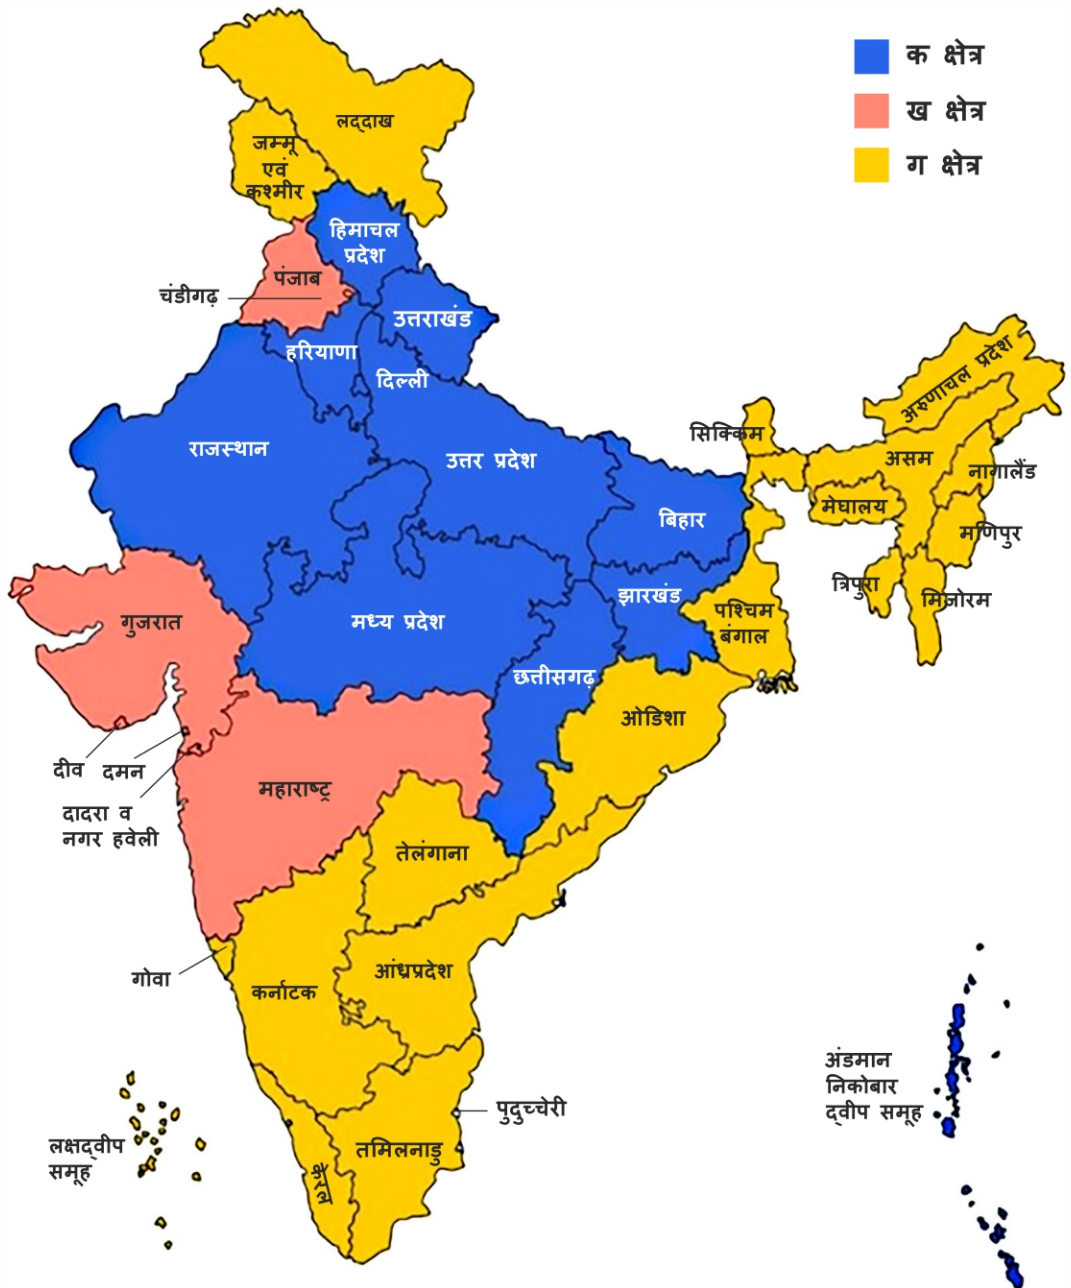 क क्षेत्र
ख क्षेत्र
ग क्षेत्र
लद्दाख
जम्मू
एवं
कश्मीर
हिमाचल
प्रदेश
पंजाब
चंडीगढ़
उत्तराखंड
हरियाणा
दिल्ली
अरुणाचल प्रदेश
सिक्किम
राजस्थान
उत्तर प्रदेश
असम
नागालैंड
बिहार
मेघालय
मणिपुर
त्रिपुरा
मिजोरम
झारखंड
पश्चिम
बंगाल
गुजरात
मध्य प्रदेश
छत्तीसगढ़
ओडिशा
दीव
दमन
दादरा व
नगर हवेली
महाराष्ट्र
तेलंगाना
गोवा
कर्नाटक
आंध्रप्रदेश
अंडमान
निकोबार
द्वीप समूह
पुदुच्चेरी
लक्षद्वीप
समूह
तमिलनाडु
केरल